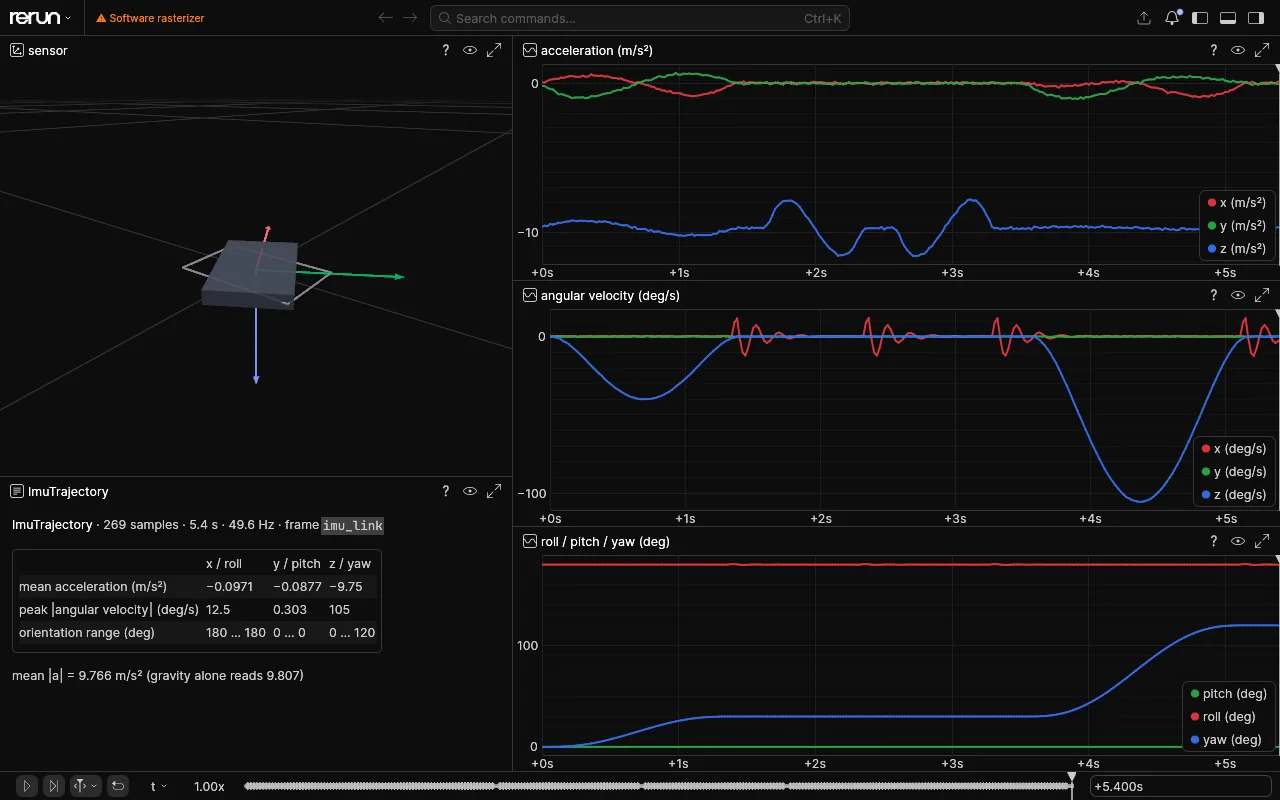 rerun
Software rasterizer
Search commands...
Ctrl+K
sensor
?
ImuTrajectory
?
ImuTrajectory · 269 samples · 5.4 s · 49.6 Hz · frame imu_link
x / roll y / pitch z / yaw
mean acceleration (m/s²) −0.0971 −0.0877 −9.75
peak |angular velocity| (deg/s) 12.5 0.303 105
orientation range (deg) 180 … 180 0 … 0 0 … 120
mean |a| = 9.766 m/s² (gravity alone reads 9.807)
acceleration (m/s²)
?
0
−10
x (m/s²)
y (m/s²)
z (m/s²)
+0s +1s +2s +3s +4s +5s
angular velocity (deg/s)
?
0
−100
x (deg/s)
y (deg/s)
z (deg/s)
+0s +1s +2s +3s +4s +5s
roll / pitch / yaw (deg)
?
100
0
pitch (deg)
roll (deg)
yaw (deg)
+0s +1s +2s +3s +4s +5s
t 1.00x +5.400s